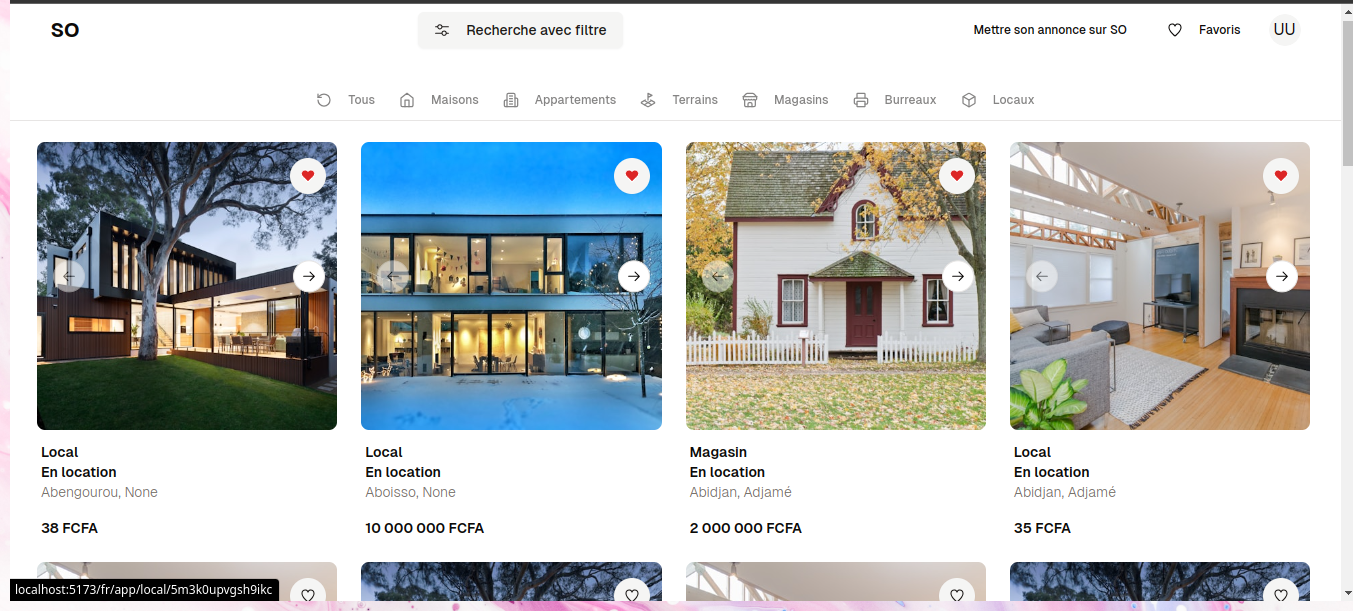 SO
Recherche avec filtre
Mettre son annonce sur SO
Favoris
UU
Tous
Maisons
Appartements
Terrains
Magasins
Burreaux
Locaux
Local
En location
Abengourou, None
38 FCFA
Local
En location
Aboisso, None
10 000 000 FCFA
Magasin
En location
Abidjan, Adjamé
2 000 000 FCFA
Local
En location
Abidjan, Adjamé
35 FCFA
localhost:5173/fr/app/local/5m3k0upvgsh9ikc